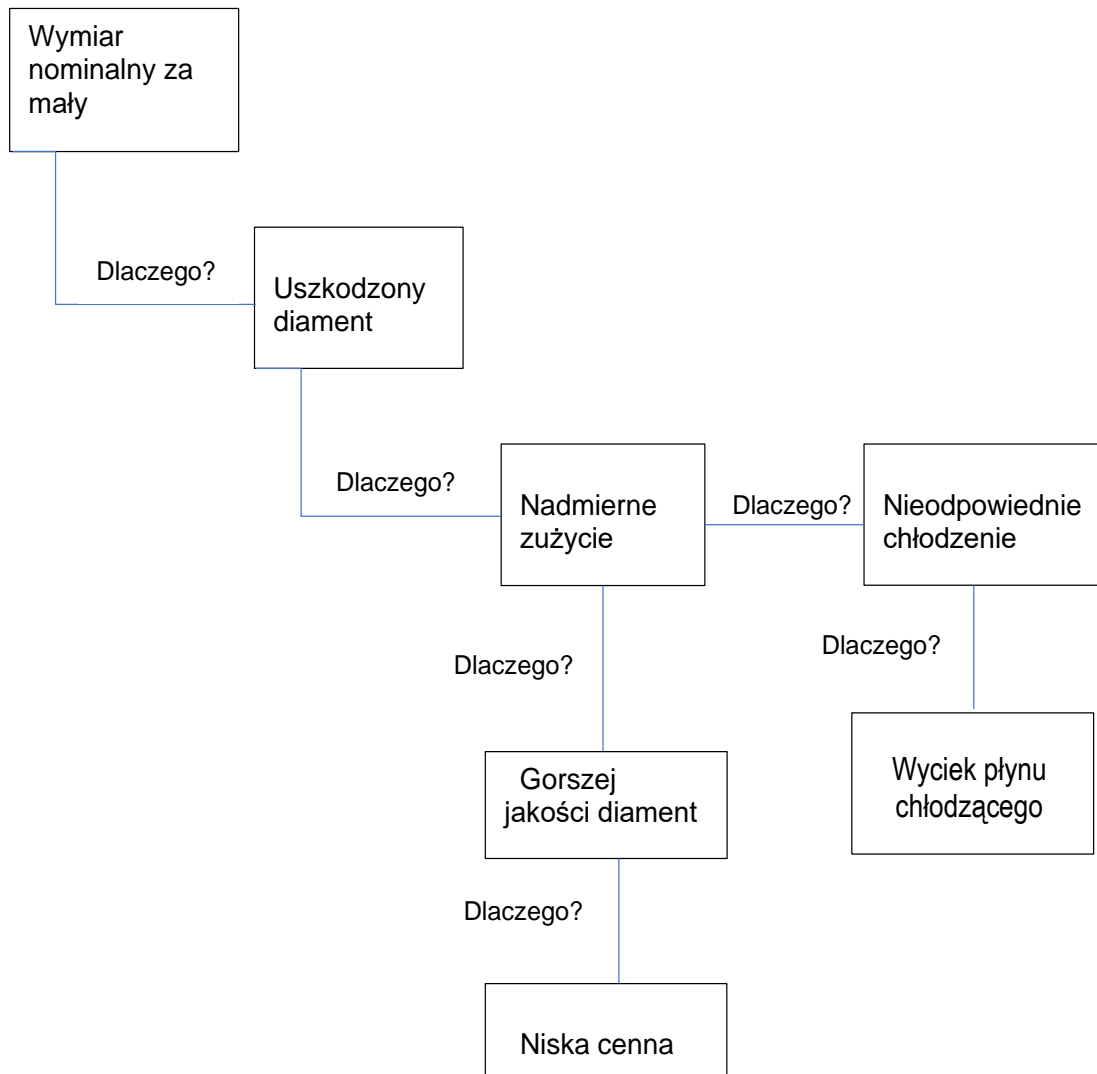 Wymiar
nominalny za
mały
Dlaczego?
Uszkodzony
diament
Dlaczego?
Nadmierne
zużycie
Dlaczego?
Nieodpowiednie
chłodzenie
Dlaczego?
Dlaczego?
Gorszej
jakości diament
Wyciek płynu
chłodzącego
Dlaczego?
Niska cenna